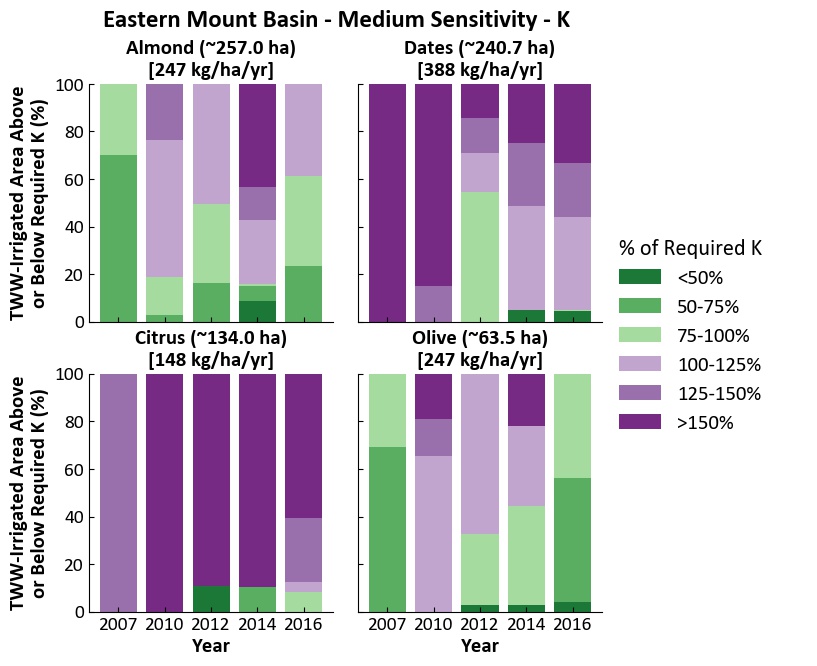 Eastern Mount Basin - Medium Sensitivity - K
Almond (~257.0 ha)
[247 kg/ha/yr]
Dates (~240.7 ha)
[388 kg/ha/yr]
TWW-Irrigated Area Above
or Below Required K (%)
100
80
60
40
20
0
% of Required K
<50%
50-75%
75-100%
100-125%
125-150%
>150%
Citrus (~134.0 ha)
[148 kg/ha/yr]
Olive (~63.5 ha)
[247 kg/ha/yr]
TWW-Irrigated Area Above
or Below Required K (%)
100
80
60
40
20
0
2007 2010 2012 2014 2016
Year
2007 2010 2012 2014 2016
Year